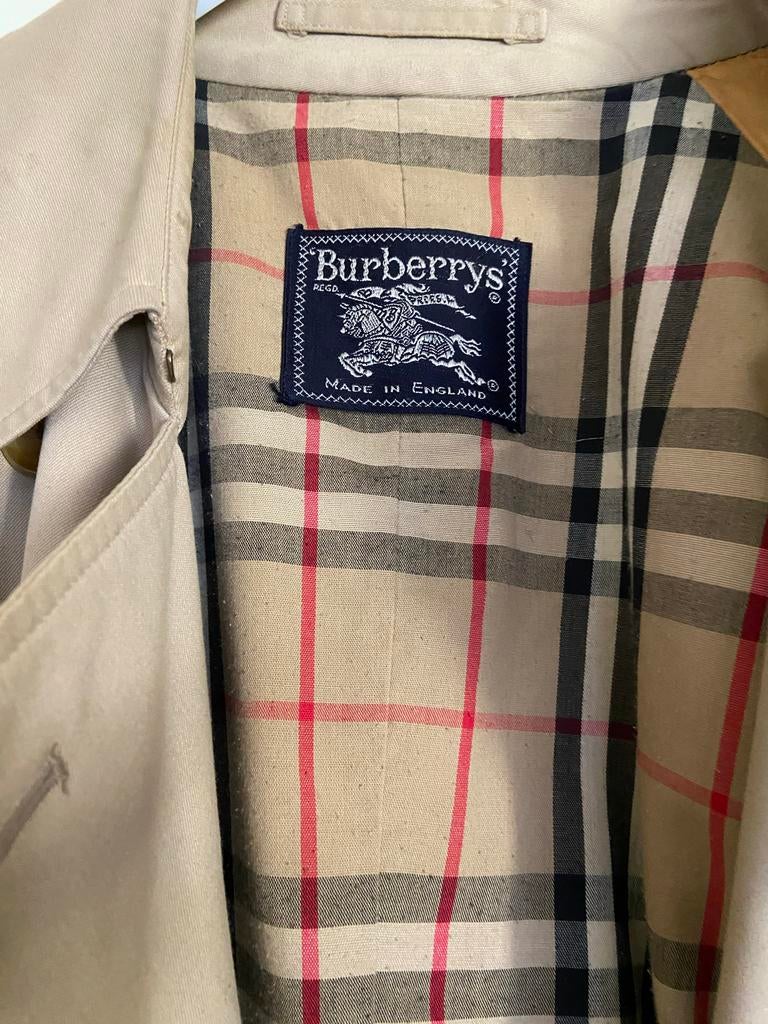 'Burberrys'
REGD.
PRORSUM
®
MADE IN ENGLAND ®